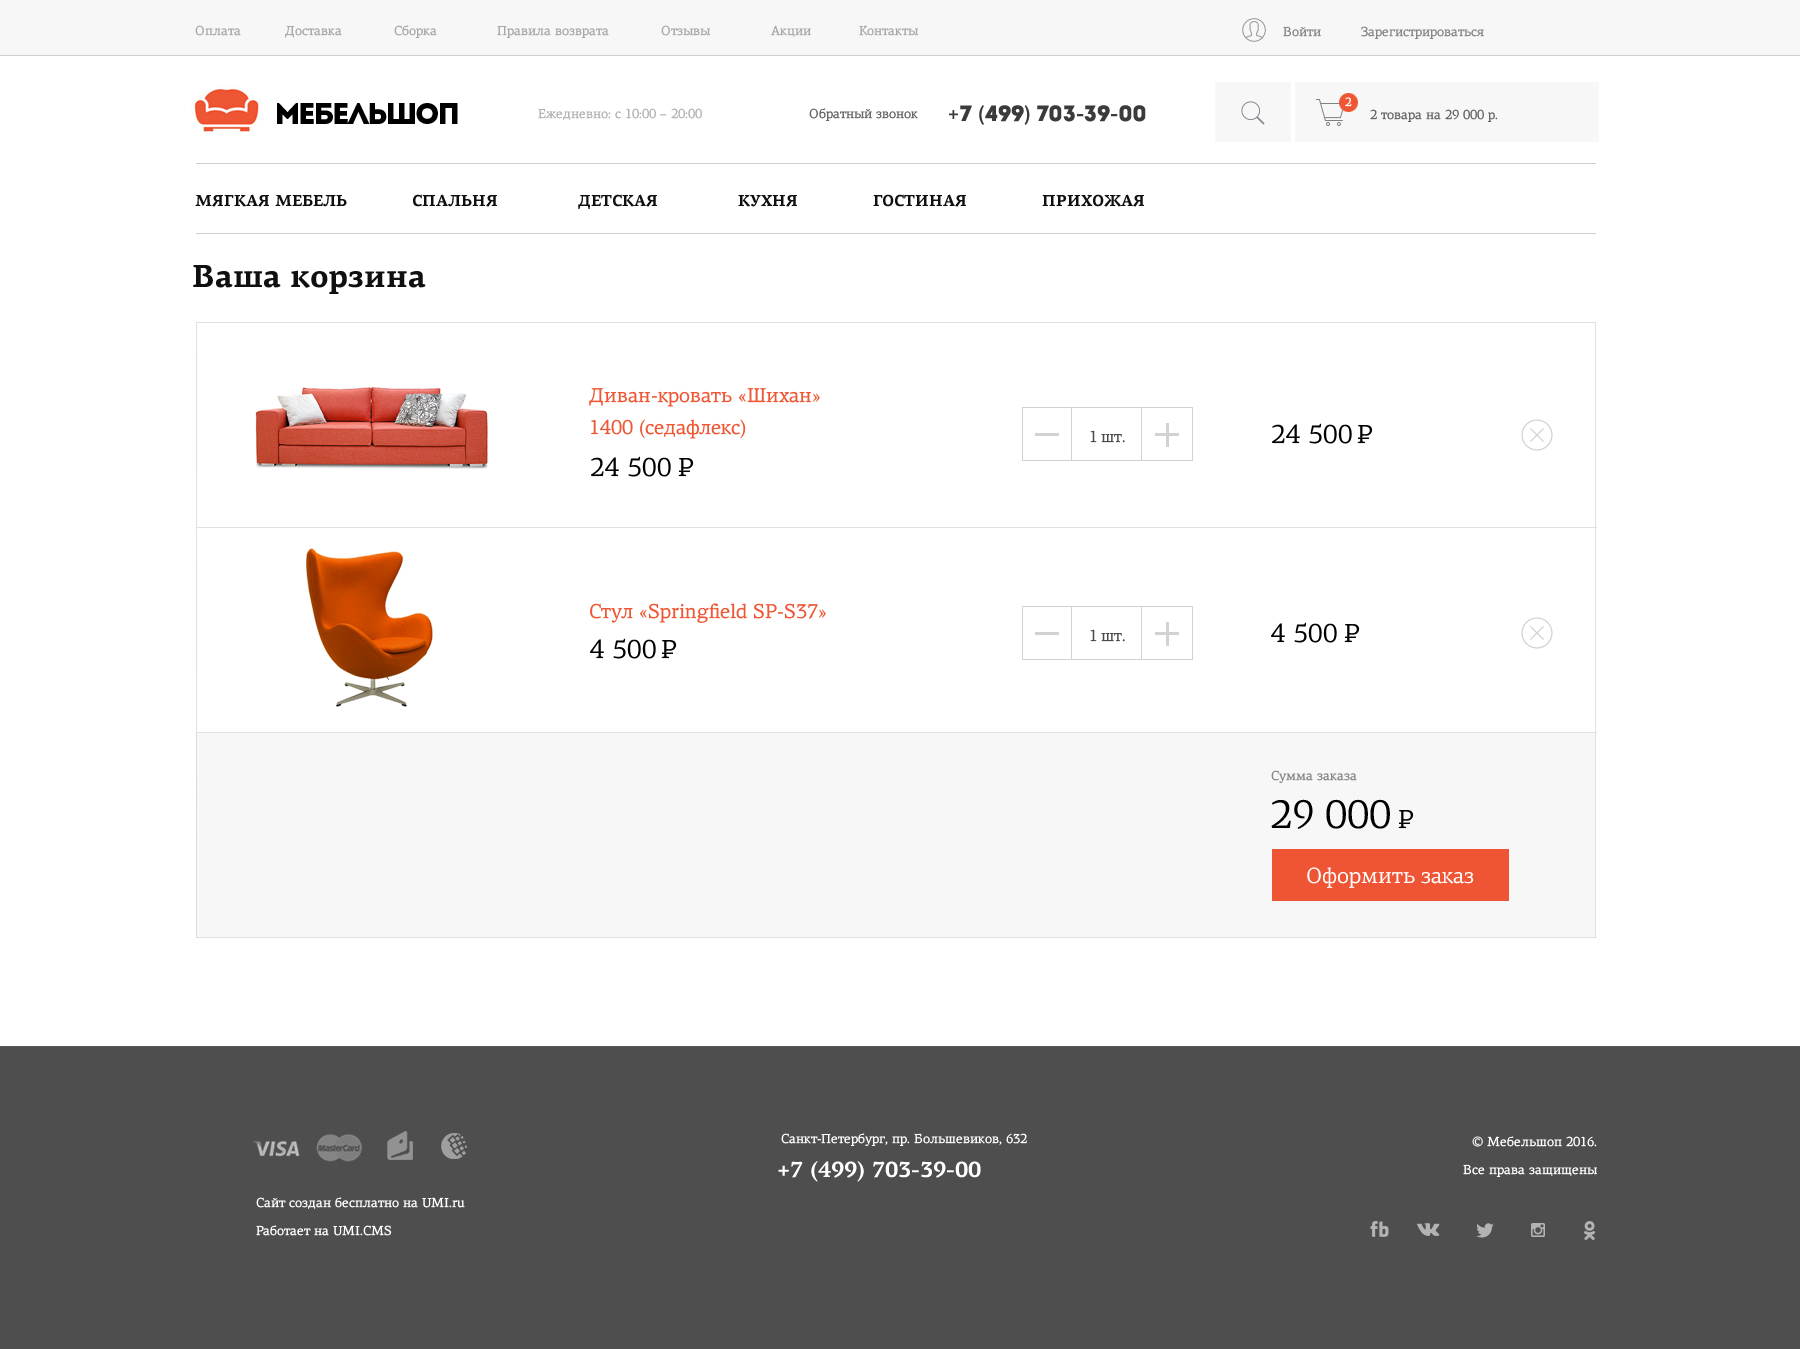 Оплата Доставка Сборка Правила возврата Отзывы Акции Контакты Войти Зарегистрироваться
МЕБЕЛЬШОП Ежедневно: с 10:00 – 20:00 Обратный звонок +7 (499) 703-39-00 2 2 товара на 29 000 р.
МЯГКАЯ МЕБЕЛЬ СПАЛЬНЯ ДЕТСКАЯ КУХНЯ ГОСТИНАЯ ПРИХОЖАЯ
Ваша корзина
Диван-кровать «Шихан»
1400 (седафлекс)
24 500 ₽
1 шт.
24 500 ₽
Стул «Springfield SP-S37»
4 500 ₽
1 шт.
4 500 ₽
Сумма заказа
29 000 ₽
Оформить заказ
VISA MasterCard
Сайт создан бесплатно на UMI.ru
Работает на UMI.CMS
Санкт-Петербург, пр. Большевиков, 632
+7 (499) 703-39-00
© Мебельшоп 2016.
Все права защищены
fb